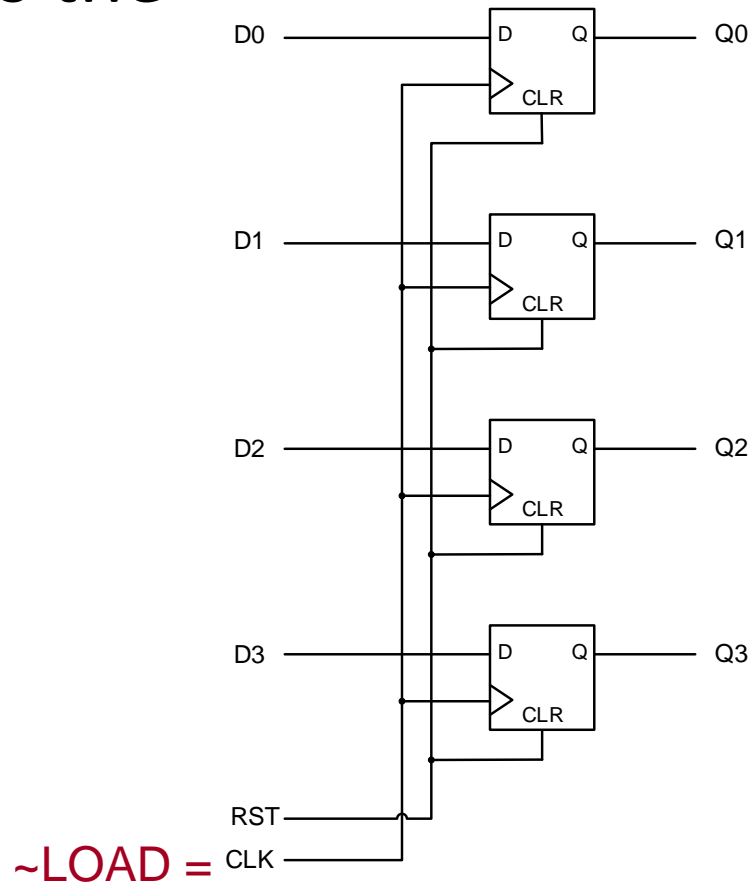 D0 D Q Q0
CLR
D1 D Q Q1
CLR
D2 D Q Q2
CLR
D3 D Q Q3
CLR
RST
~LOAD = CLK